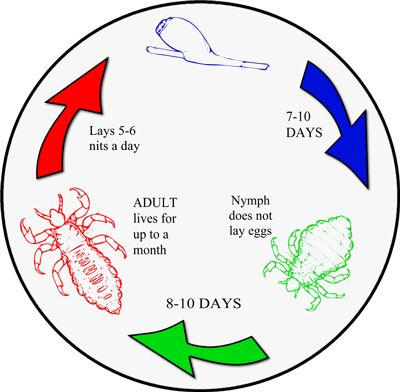 7-10
DAYS
Lays 5-6
nits a day
ADULT
lives for
up to a
month
Nymph
does not
lay eggs
8-10 DAYS